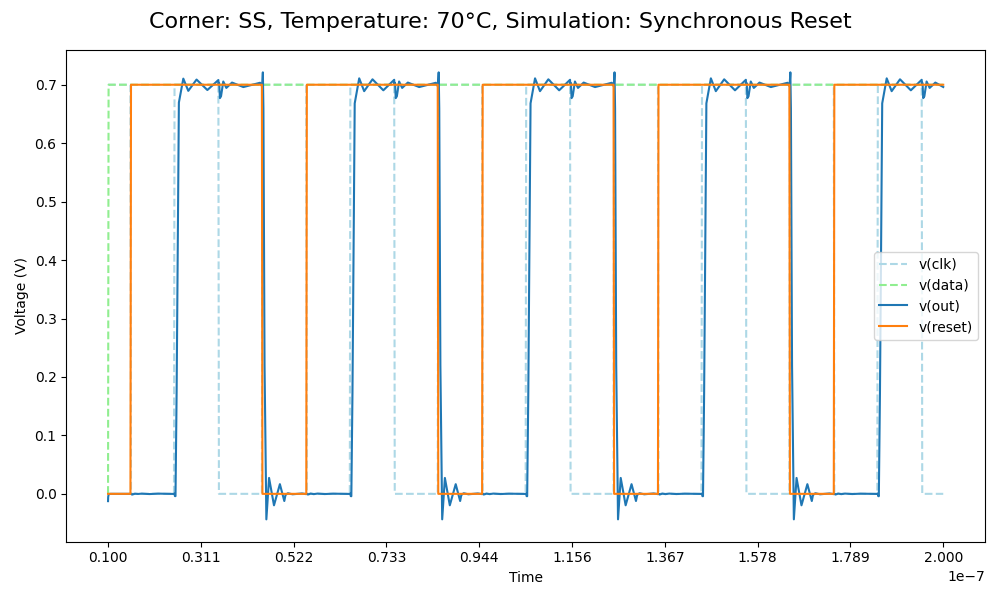 Corner: SS, Temperature: 70°C, Simulation: Synchronous Reset
Voltage (V)
0.7
0.6
0.5
0.4
0.3
0.2
0.1
0.0
v(clk)
v(data)
v(out)
v(reset)
0.100 0.311 0.522 0.733 0.944 1.156 1.367 1.578 1.789 2.000
1e−7
Time